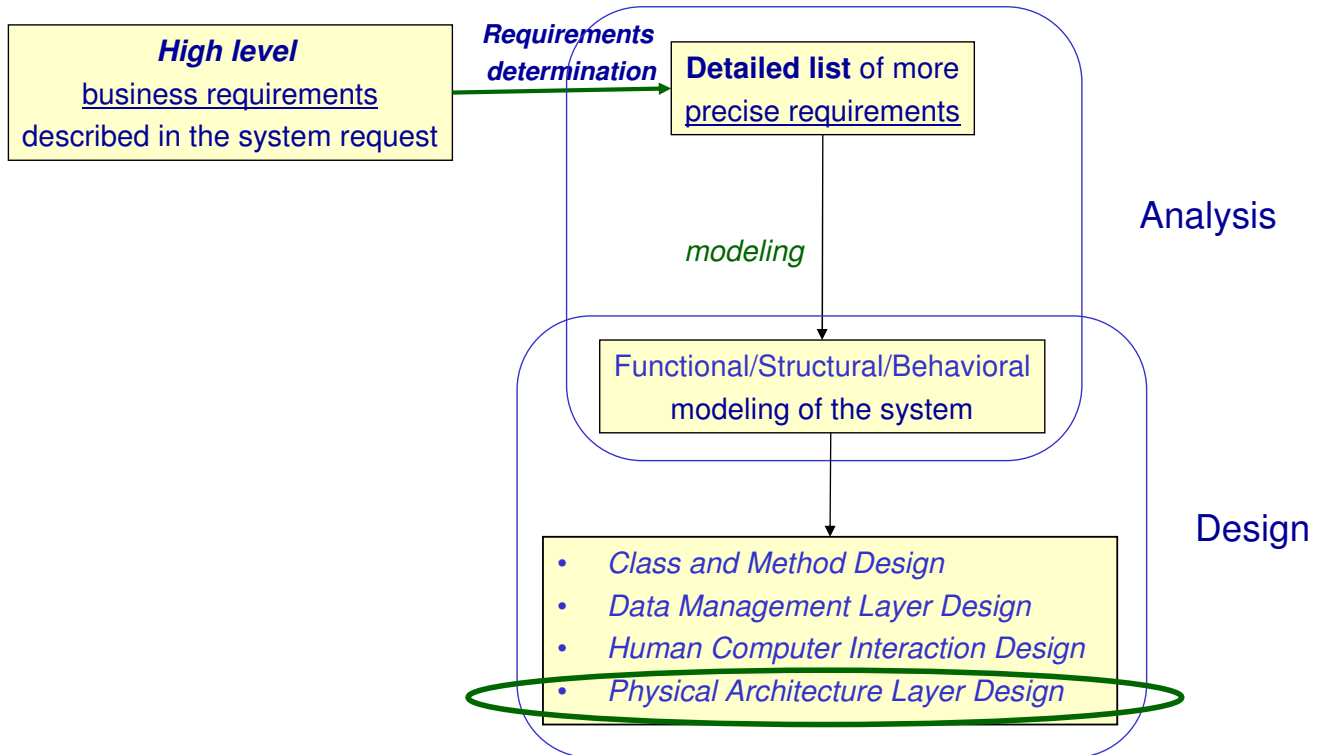 High level
business requirements
described in the system request
Requirements
determination
Detailed list of more
precise requirements
Analysis
modeling
Functional/Structural/Behavioral
modeling of the system
Design
• Class and Method Design
• Data Management Layer Design
• Human Computer Interaction Design
• Physical Architecture Layer Design